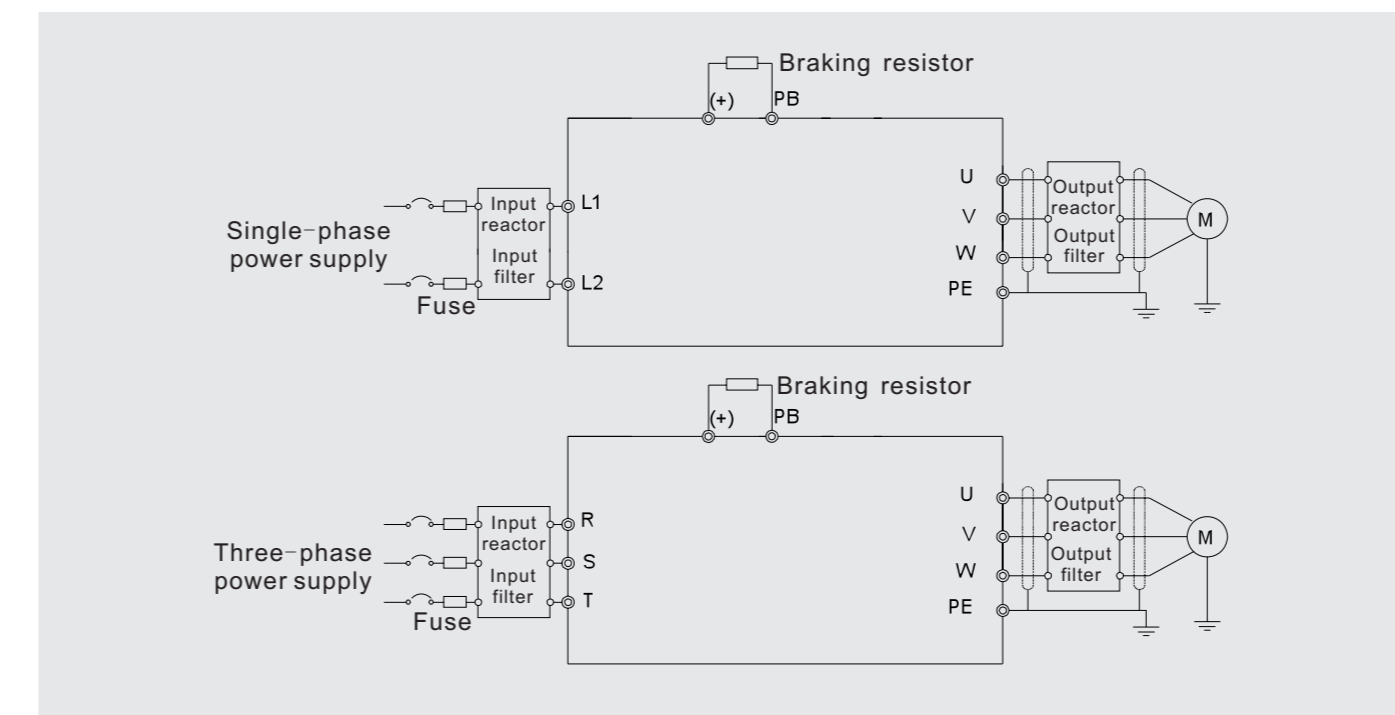 Braking resistor
(+) PB
Single-phase
power supply
Fuse
Input
reactor
Input
filter
L1
L2
U
V
W
PE
Output
reactor
Output
filter
M
Braking resistor
(+) PB
Three-phase
power supply
Fuse
Input
reactor
Input
filter
R
S
T
U
V
W
PE
Output
reactor
Output
filter
M